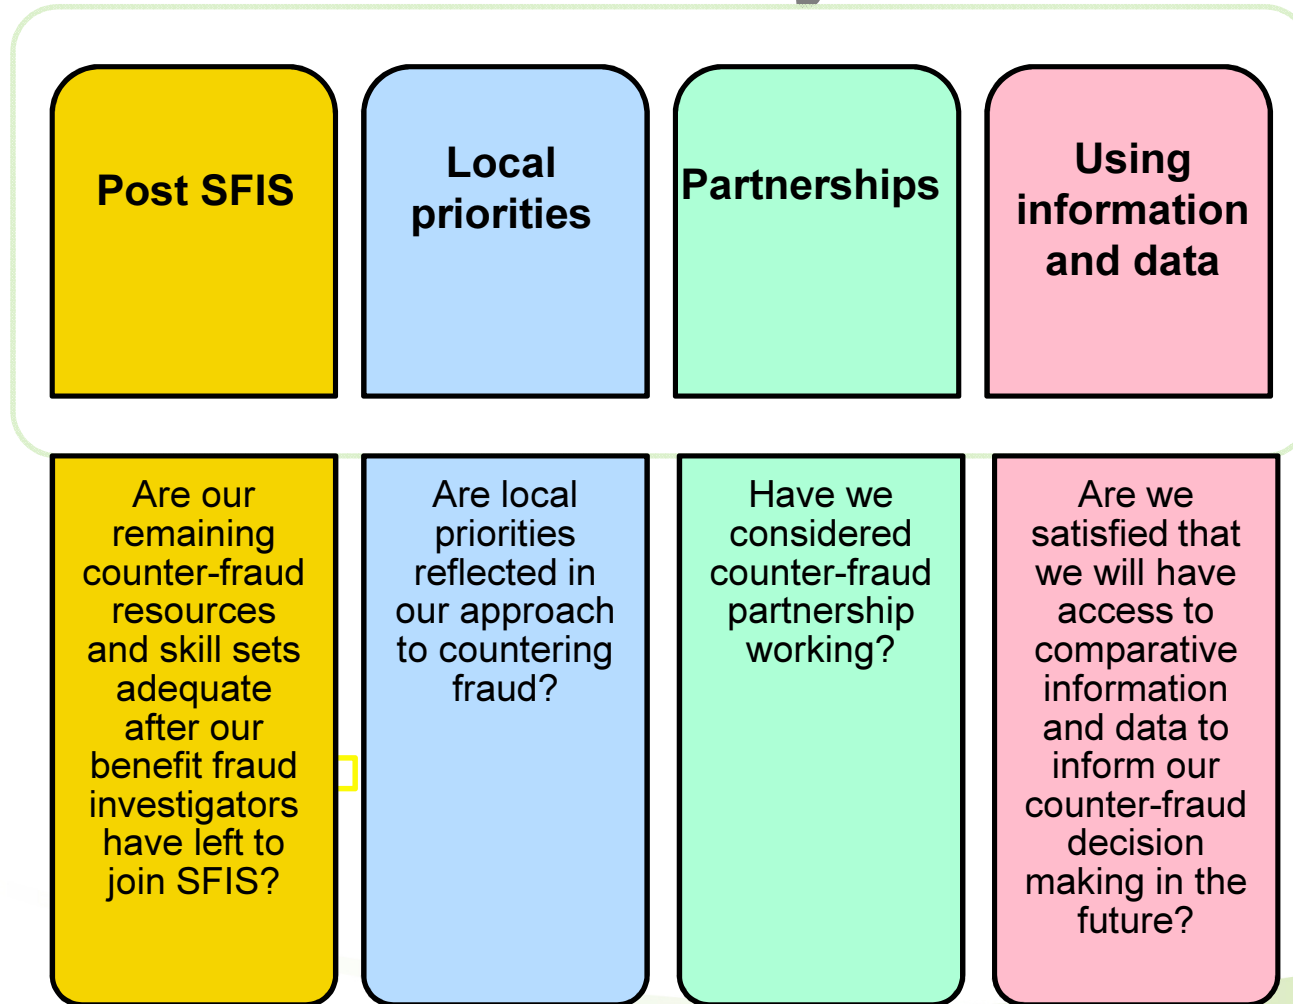 Post SFIS
Local
priorities
Partnerships
Using
information
and data
Are our
remaining
counter-fraud
resources
and skill sets
adequate
after our
benefit fraud
investigators
have left to
join SFIS?
Are local
priorities
reflected in
our approach
to countering
fraud?
Have we
considered
counter-fraud
partnership
working?
Are we
satisfied that
we will have
access to
comparative
information
and data to
inform our
counter-fraud
decision
making in the
future?